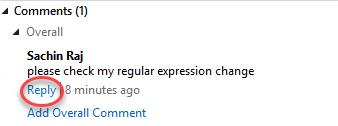 Comments (1)
Overall
Sachin Raj
please check my regular expression change
Reply 8 minutes ago
Add Overall Comment